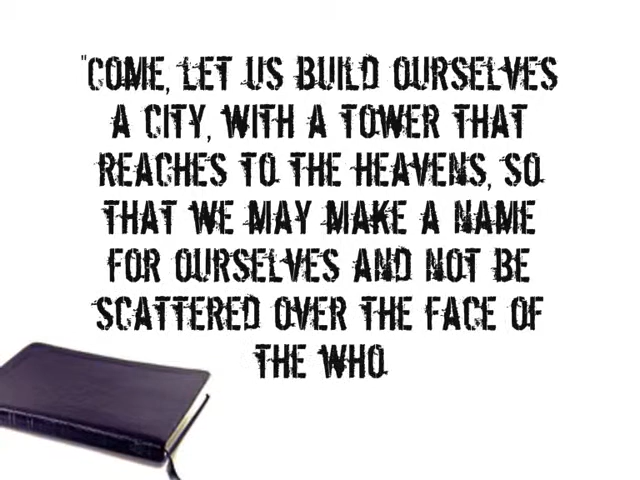 "COME, LET US BUILD OURSELVES
A CITY, WITH A TOWER THAT
REACHES TO THE HEAVENS, SO
THAT WE MAY MAKE A NAME
FOR OURSELVES AND NOT BE
SCATTERED OVER THE FACE OF
THE WHO